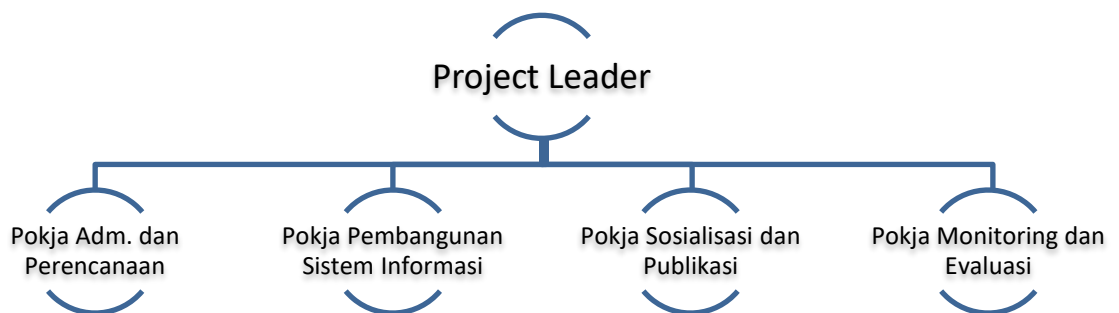 Project Leader
Pokja Adm. dan
Perencanaan
Pokja Pembangunan
Sistem Informasi
Pokja Sosialisasi dan
Publikasi
Pokja Monitoring dan
Evaluasi